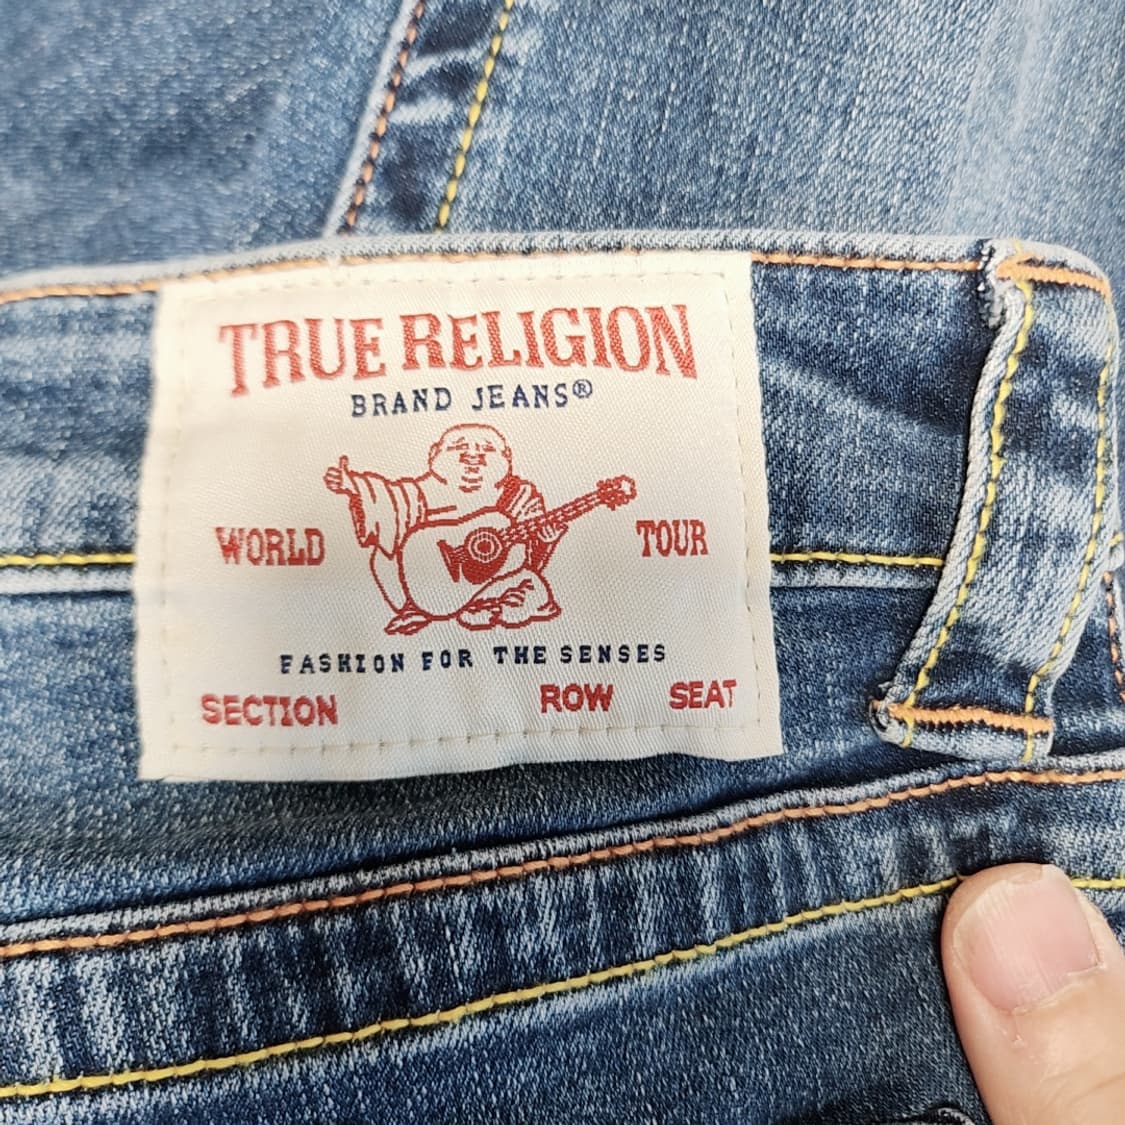 TRUE RELIGION
BRAND JEANS®
WORLD TOUR
FASHION FOR THE SENSES
SECTION ROW SEAT